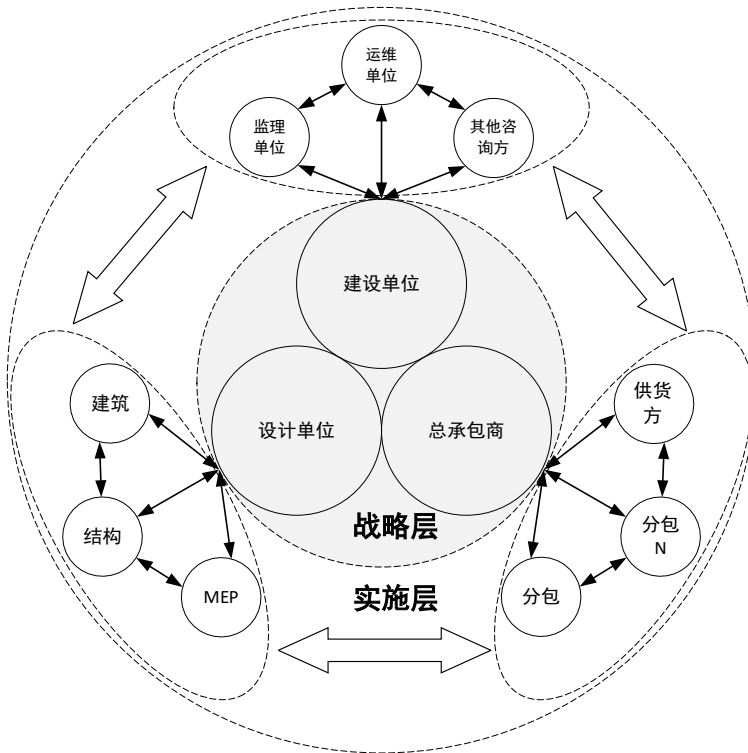 运维
单位
监理
单位
其他咨
询方
建设单位
设计单位
总承包商
建筑
结构
MEP
供货
方
分包
N
分包
战略层
实施层